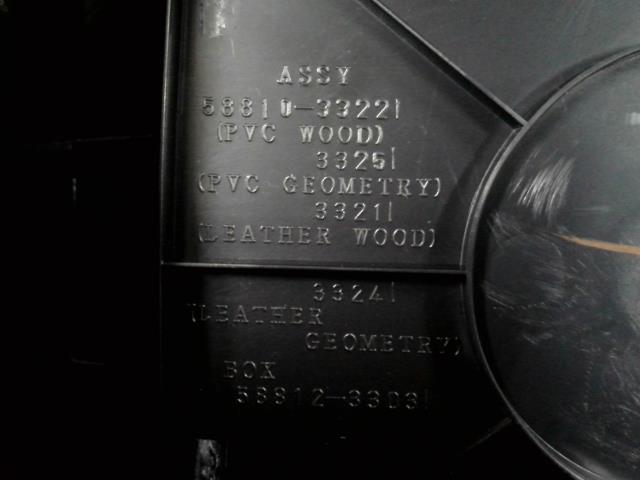 ASSY
58810-33221
(PVC WOOD)
33251
(PVC GEOMETRY)
33211
(LEATHER WOOD)
33241
(LEATHER
GEOMETRY)
BOX
58812-33031